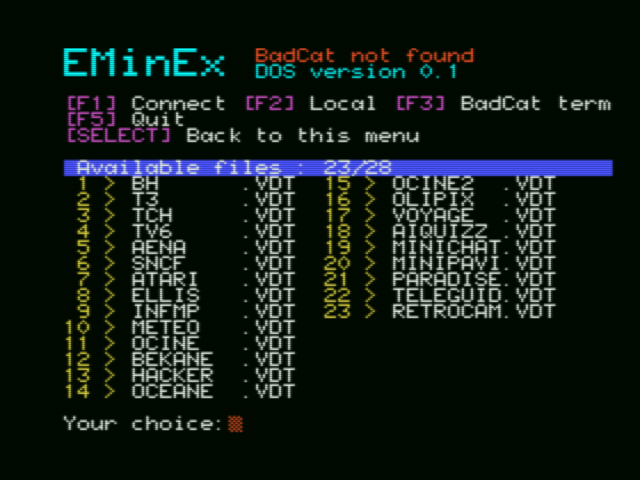 EMinEx BadCat not found
DOS version 0.1
[F1] Connect [F2] Local [F3] BadCat term
[F5] Quit
[SELECT] Back to this menu
Available files : 23/28
1 > BH .VDT 15 > OCINE2 .VDT
2 > T3 .VDT 16 > OLIPIX .VDT
3 > TCH .VDT 17 > VOYAGE .VDT
4 > TV6 .VDT 18 > AIQUIZZ .VDT
5 > AENA .VDT 19 > MINICHAT.VDT
6 > SNCF .VDT 20 > MINIPAVI.VDT
7 > ATARI .VDT 21 > PARADISE.VDT
8 > ELLIS .VDT 22 > TELEGUID.VDT
9 > INFMP .VDT 23 > RETROCAM.VDT
10 > METEO .VDT
11 > OCINE .VDT
12 > BEKANE .VDT
13 > HACKER .VDT
14 > OCEANE .VDT
Your choice: